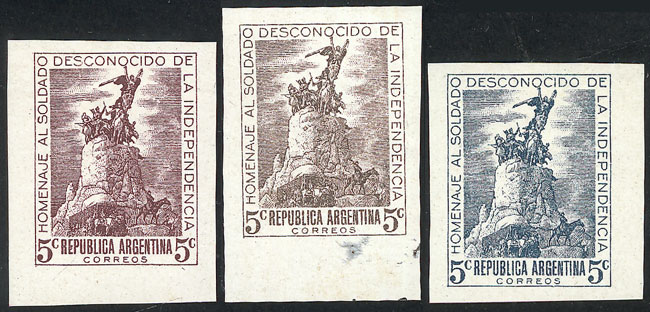 HOMENAJE AL SOLDADO DESCONOCIDO DE LA INDEPENDENCIA
5c REPUBLICA ARGENTINA 5c
CORREOS
HOMENAJE AL SOLDADO DESCONOCIDO DE LA INDEPENDENCIA
5c REPUBLICA ARGENTINA 5c
CORREOS
HOMENAJE AL SOLDADO DESCONOCIDO DE LA INDEPENDENCIA
5c REPUBLICA ARGENTINA 5c
CORREOS